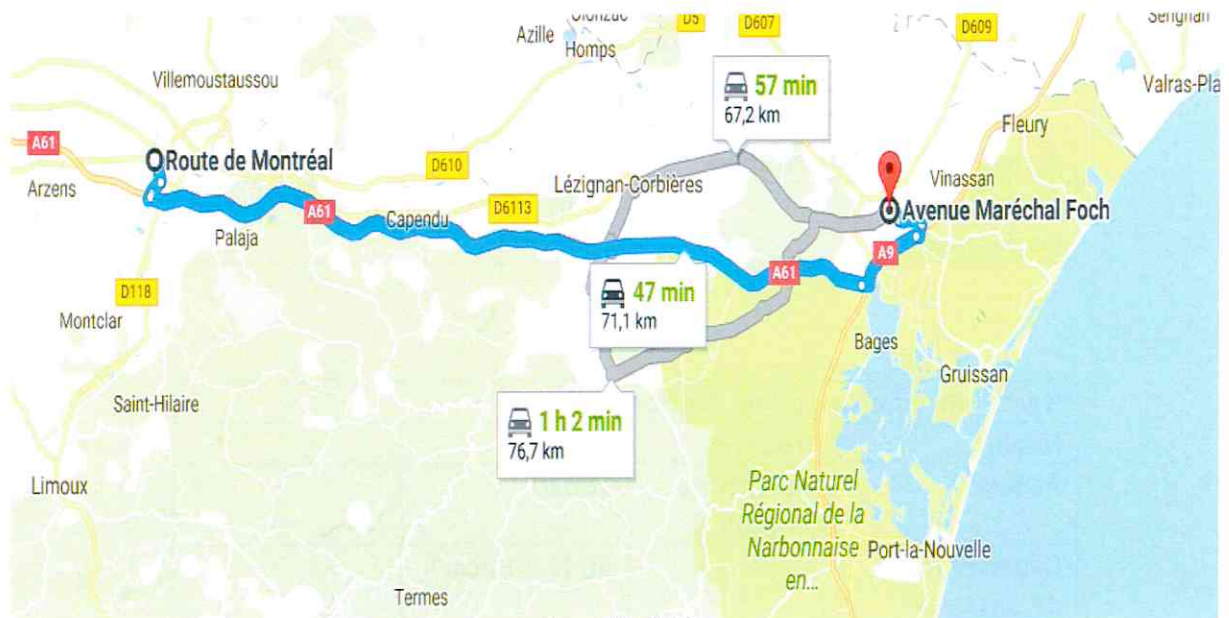 D5
D607
D609
Azille
Homps
Villemoustaussou
57 min
67,2 km
Fleury
A61
Route de Montréal
Arzens
D610
Lézignan-Corbières
Vinassan
Avenue Maréchal Foch
A61
Capendu
D6113
Palaja
A9
A61
47 min
71,1 km
D118
Montclar
Bages
Gruissan
Saint-Hilaire
1 h 2 min
76,7 km
Limoux
Parc Naturel
Régional de la
Narbonnaise
en...
Port-la-Nouvelle
Termes
Valras-Pla